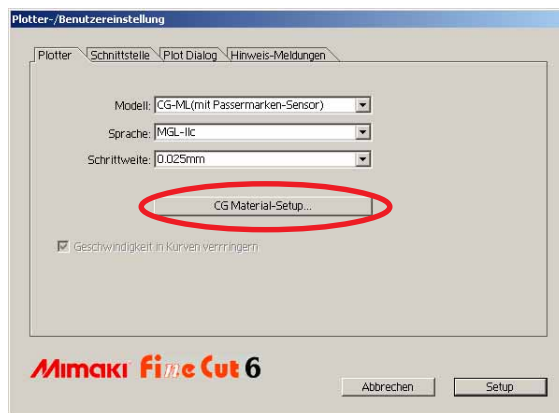 Plotter-/Benutzereinstellung
Plotter Schnittstelle Plot Dialog Hinweis-Meldungen
Modell: CG-ML(mit Passermarken-Sensor)
Sprache: MGL-IIc
Schrittweite: 0.025mm
CG Material-Setup...
Geschwindigkeit in Kurven verrringern
Mimaki Fine Cut 6
Abbrechen Setup